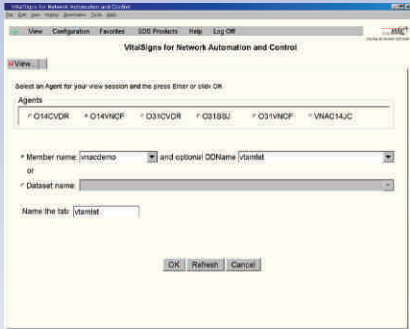 VitalSigns for Network Automation and Control
View Configuration Favorites SDS Products Help Log Off
VitalSigns for Network Automation and Control
View...
Select an Agent for your view session and the press Enter or click OK
Agents
O14CVDR O14VNCF O31CVDR O31SSJ O31VNCF VNAC14JC
Member name: vnacdemo and optional DDName vtamlst
or
Dataset name:
Name the tab: vtamlst
OK Refresh Cancel